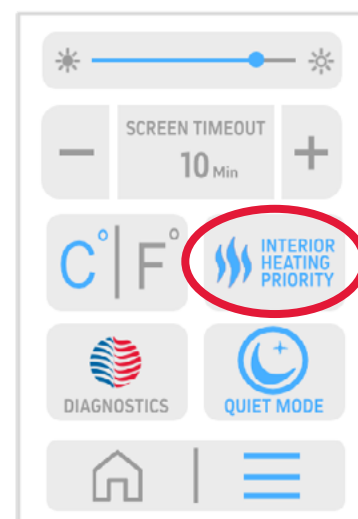 SCREEN TIMEOUT
− 10 Min +
C° | F°
INTERIOR
HEATING
PRIORITY
DIAGNOSTICS
QUIET MODE